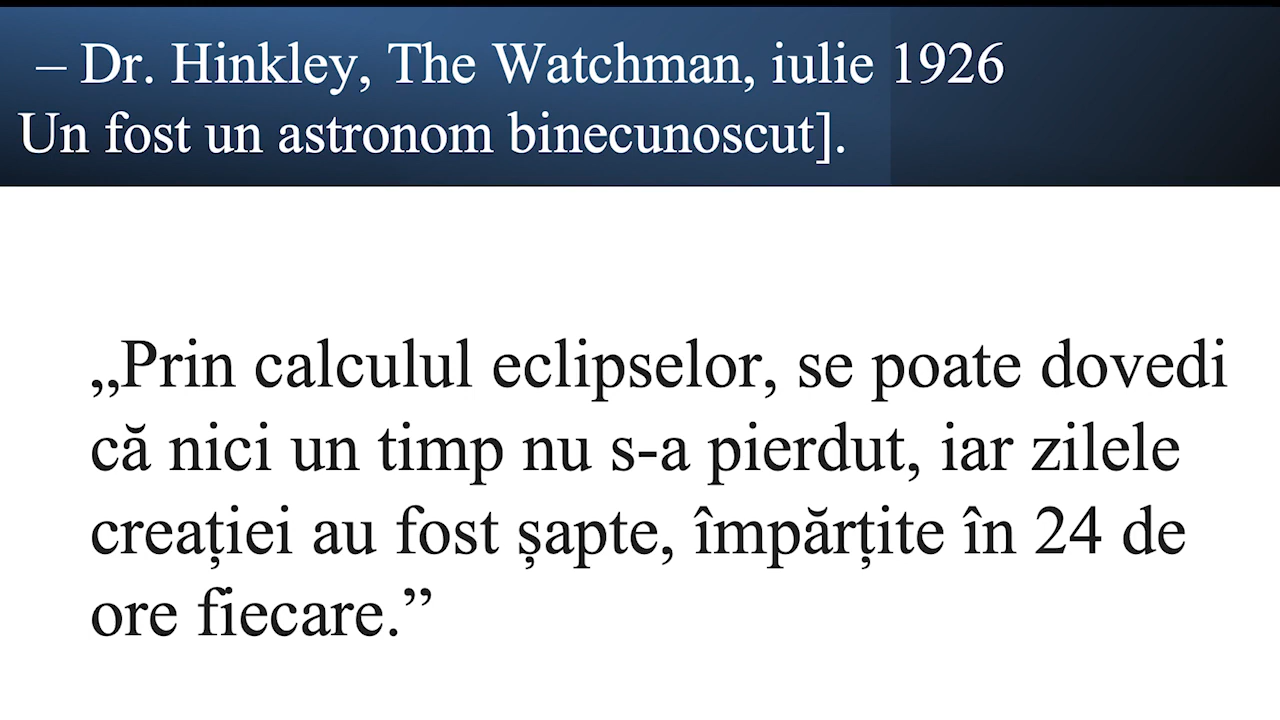 – Dr. Hinkley, The Watchman, iulie 1926
Un fost un astronom binecunoscut].
„Prin calculul eclipselor, se poate dovedi
că nici un timp nu s-a pierdut, iar zilele
creației au fost șapte, împărțite în 24 de
ore fiecare.”